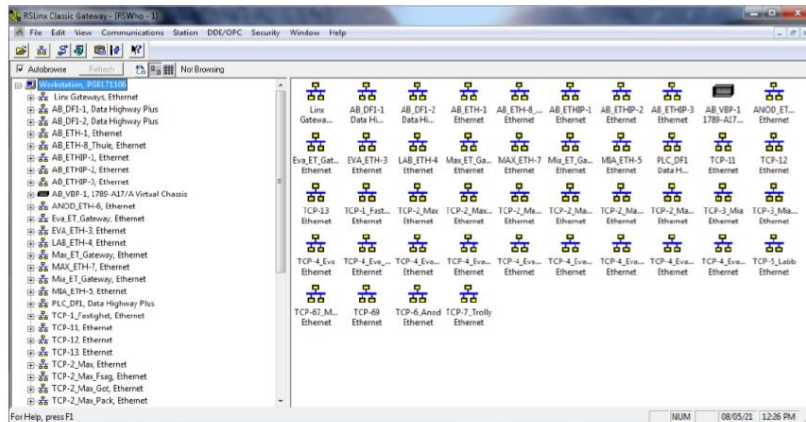 RSLinx Classic Gateway - [RSWho - 1]
File Edit View Communications Station DDE/OPC Security Window Help
Autobrowse Refresh Not Browsing
Workstation, PGELT1106
Linx Gateways, Ethernet
AB_DF1-1, Data Highway Plus
AB_DF1-2, Data Highway Plus
AB_ETH-1, Ethernet
AB_ETH-8_Thule, Ethernet
AB_ETHIP-1, Ethernet
AB_ETHIP-2, Ethernet
AB_ETHIP-3, Ethernet
AB_VBP-1, 1789-A17/A Virtual Chassis
ANOD_ETH-6, Ethernet
Eva_ET_Gateway, Ethernet
EVA_ETH-3, Ethernet
LAB_ETH-4, Ethernet
Max_ET_Gateway, Ethernet
MAX_ETH-7, Ethernet
Mia_ET_Gateway, Ethernet
MIA_ETH-5, Ethernet
PLC_DF1, Data Highway Plus
TCP-1_Fastighet, Ethernet
TCP-11, Ethernet
TCP-12, Ethernet
TCP-13, Ethernet
TCP-2_Max, Ethernet
TCP-2_Max_Fsag, Ethernet
TCP-2_Max_Got, Ethernet
TCP-2_Max_Pack, Ethernet
Linx AB_DF1-1 AB_DF1-2 AB_ETH-1 AB_ETH-8_... AB_ETHIP-1 AB_ETHIP-2 AB_ETHIP-3 AB_VBP-1 ANOD_ET...
Gatewa... Data Hi... Data Hi... Ethernet Ethernet Ethernet Ethernet Ethernet 1789-A17... Ethernet
Eva_ET_Gat... EVA_ETH-3 LAB_ETH-4 Max_ET_Ga... MAX_ETH-7 Mia_ET_Ga... MIA_ETH-5 PLC_DF1 TCP-11 TCP-12
Ethernet Ethernet Ethernet Ethernet Ethernet Ethernet Ethernet Data H... Ethernet Ethernet
TCP-13 TCP-1_Fast... TCP-2_Max TCP-2_Max... TCP-2_Ma... TCP-2_Ma... TCP-2_Ma... TCP-2_Ma... TCP-3_Mia TCP-3_Mia...
Ethernet Ethernet Ethernet Ethernet Ethernet Ethernet Ethernet Ethernet Ethernet Ethernet
TCP-4_Eva TCP-4_Eva_... TCP-4_Eva... TCP-4_Eva... TCP-4_Eva... TCP-4_Eva... TCP-4_Eva... TCP-4_Eva... TCP-4_Eva... TCP-5_Labb
Ethernet Ethernet Ethernet Ethernet Ethernet Ethernet Ethernet Ethernet Ethernet Ethernet
TCP-67_M... TCP-69 TCP-6_Anod TCP-7_Trolly
Ethernet Ethernet Ethernet Ethernet
For Help, press F1 NUM 08/05/21 12:26 PM